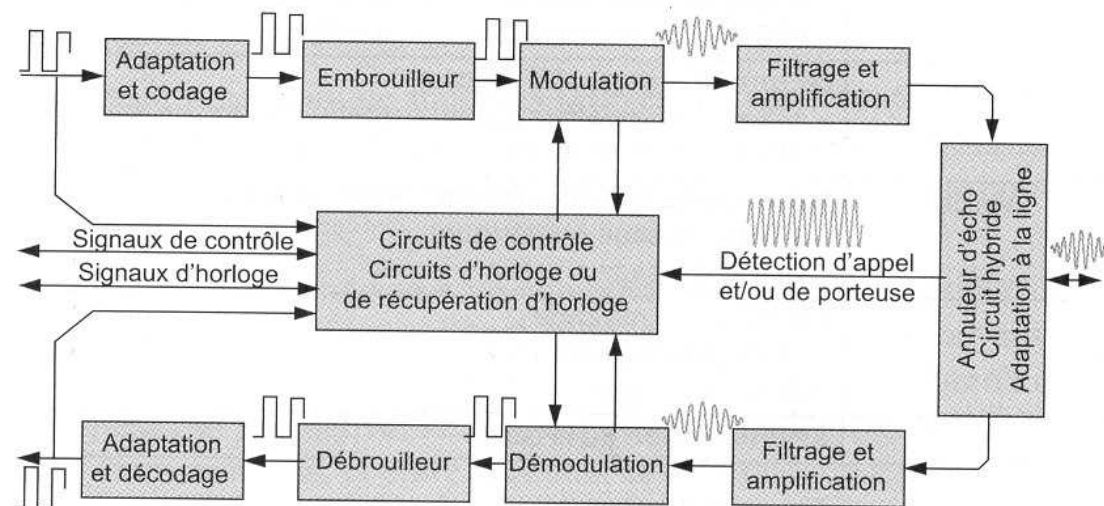 Adaptation
et codage
Embrouilleur
Modulation
Filtrage et
amplification
Signaux de contrôle
Signaux d'horloge
Circuits de contrôle
Circuits d'horloge ou
de récupération d'horloge
Détection d'appel
et/ou de porteuse
Annuleur d'écho
Circuit hybride
Adaptation à la ligne
Adaptation
et décodage
Débrouilleur
Démodulation
Filtrage et
amplification